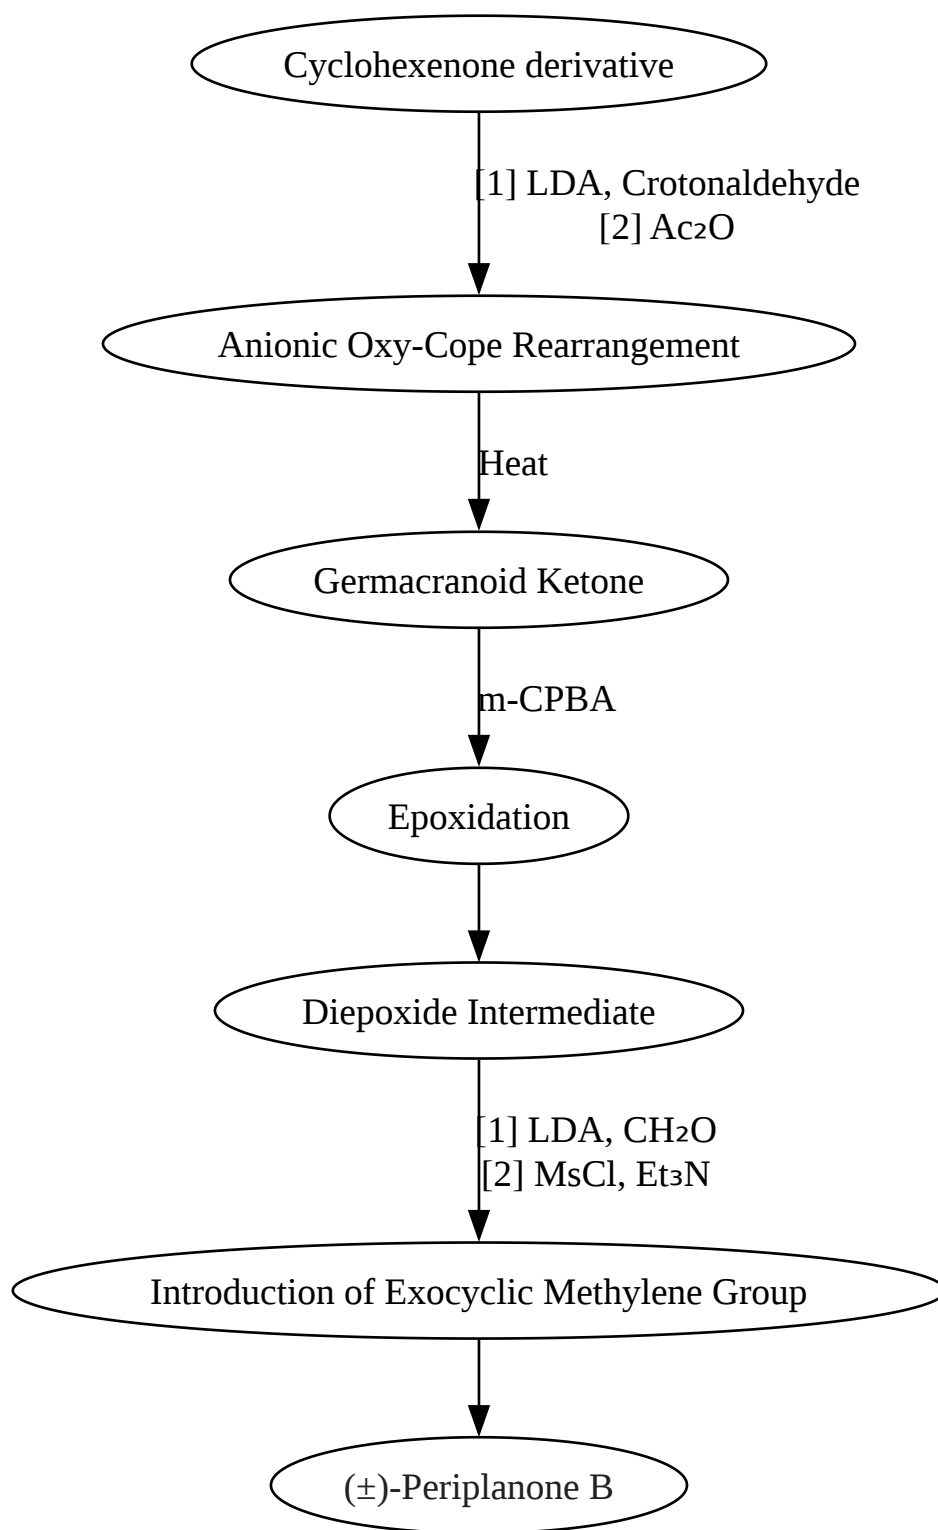 Cyclohexenone derivative
[1] LDA, Crotonaldehyde
[2] Ac₂O
Anionic Oxy-Cope Rearrangement
Heat
Germacranoid Ketone
m-CPBA
Epoxidation
Diepoxide Intermediate
[1] LDA, CH₂O
[2] MsCl, Et₃N
Introduction of Exocyclic Methylene Group
(±)-Periplanone B